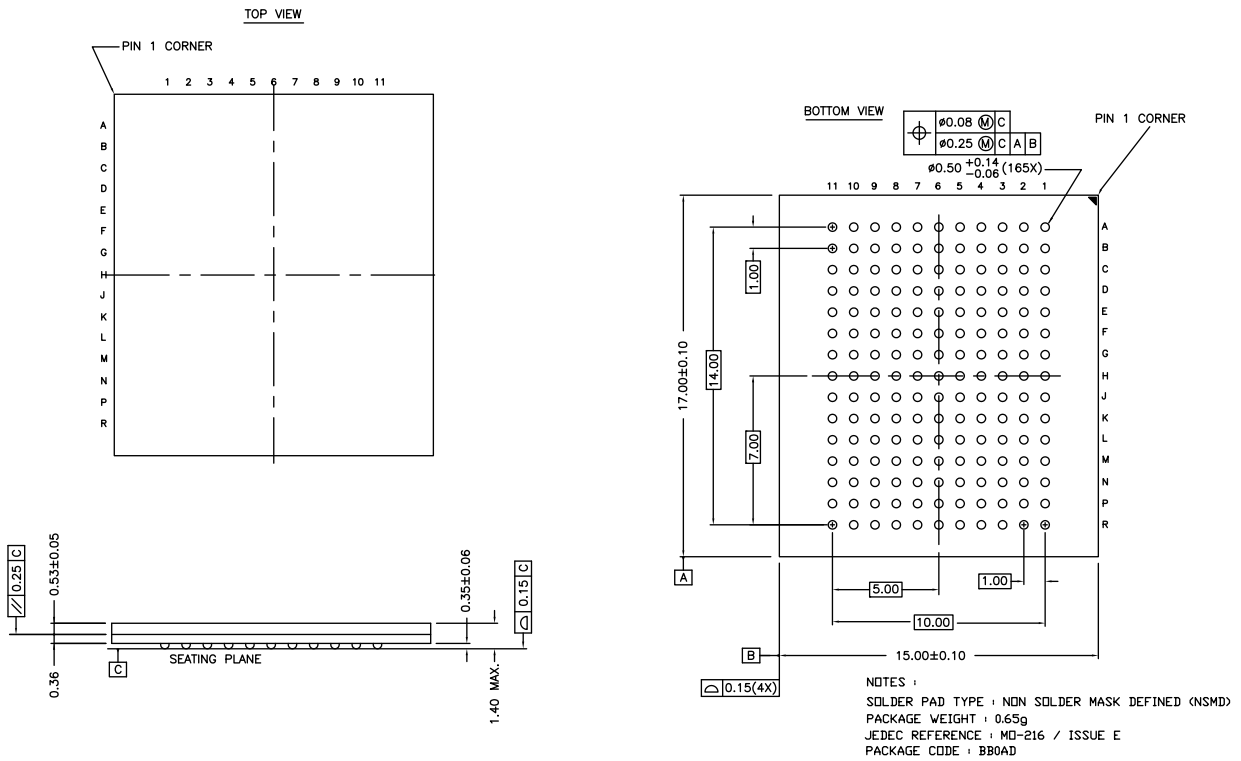 TOP VIEW
PIN 1 CORNER
1 2 3 4 5 6 7 8 9 10 11
A
B
C
D
E
F
G
H
J
K
L
M
N
P
R
0.25 C
0.53±0.05
0.36
C
SEATING PLANE
0.35±0.06
0.15 C
1.40 MAX.
BOTTOM VIEW
ø0.08 Ⓜ C
ø0.25 Ⓜ C A B
ø0.50 +0.14 -0.06 (165X)
PIN 1 CORNER
11 10 9 8 7 6 5 4 3 2 1
A
B
C
D
E
F
G
H
J
K
L
M
N
P
R
1.00
14.00
17.00±0.10
7.00
A
5.00
1.00
10.00
B
15.00±0.10
0.15(4X)
NOTES :
SOLDER PAD TYPE : NON SOLDER MASK DEFINED (NSMD)
PACKAGE WEIGHT : 0.65g
JEDEC REFERENCE : MO-216 / ISSUE E
PACKAGE CODE : BB0AD